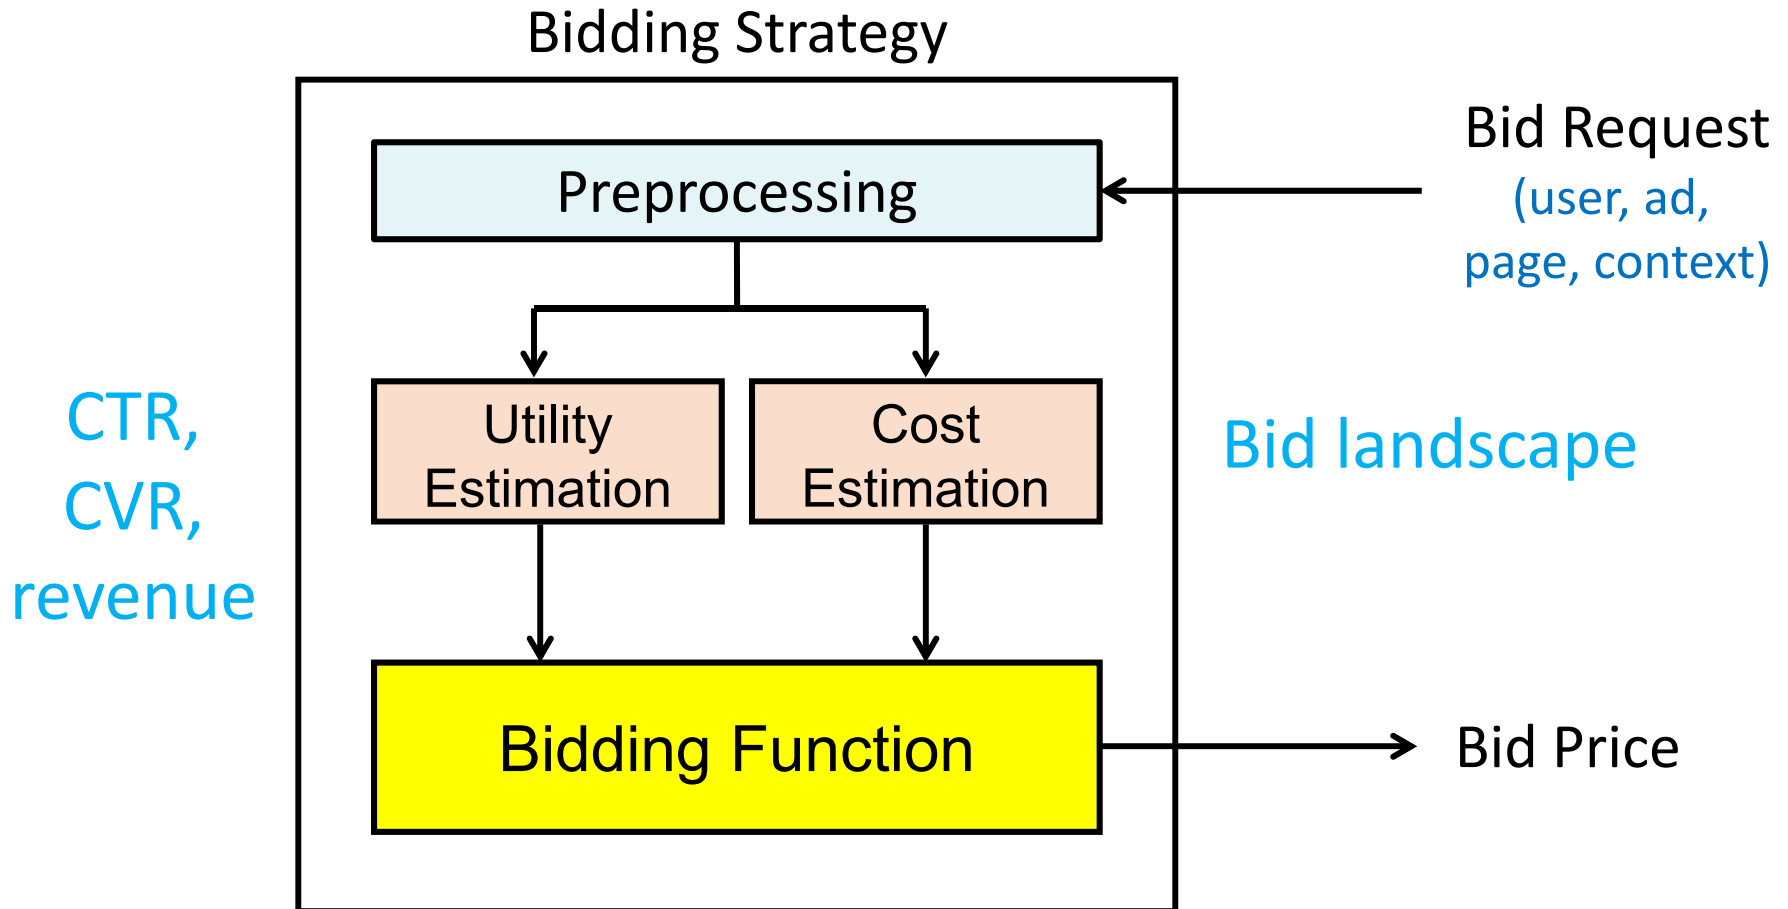 Bidding Strategy
Bid Request
(user, ad,
page, context)
Preprocessing
CTR,
CVR,
revenue
Utility
Estimation
Cost
Estimation
Bid landscape
Bidding Function
Bid Price